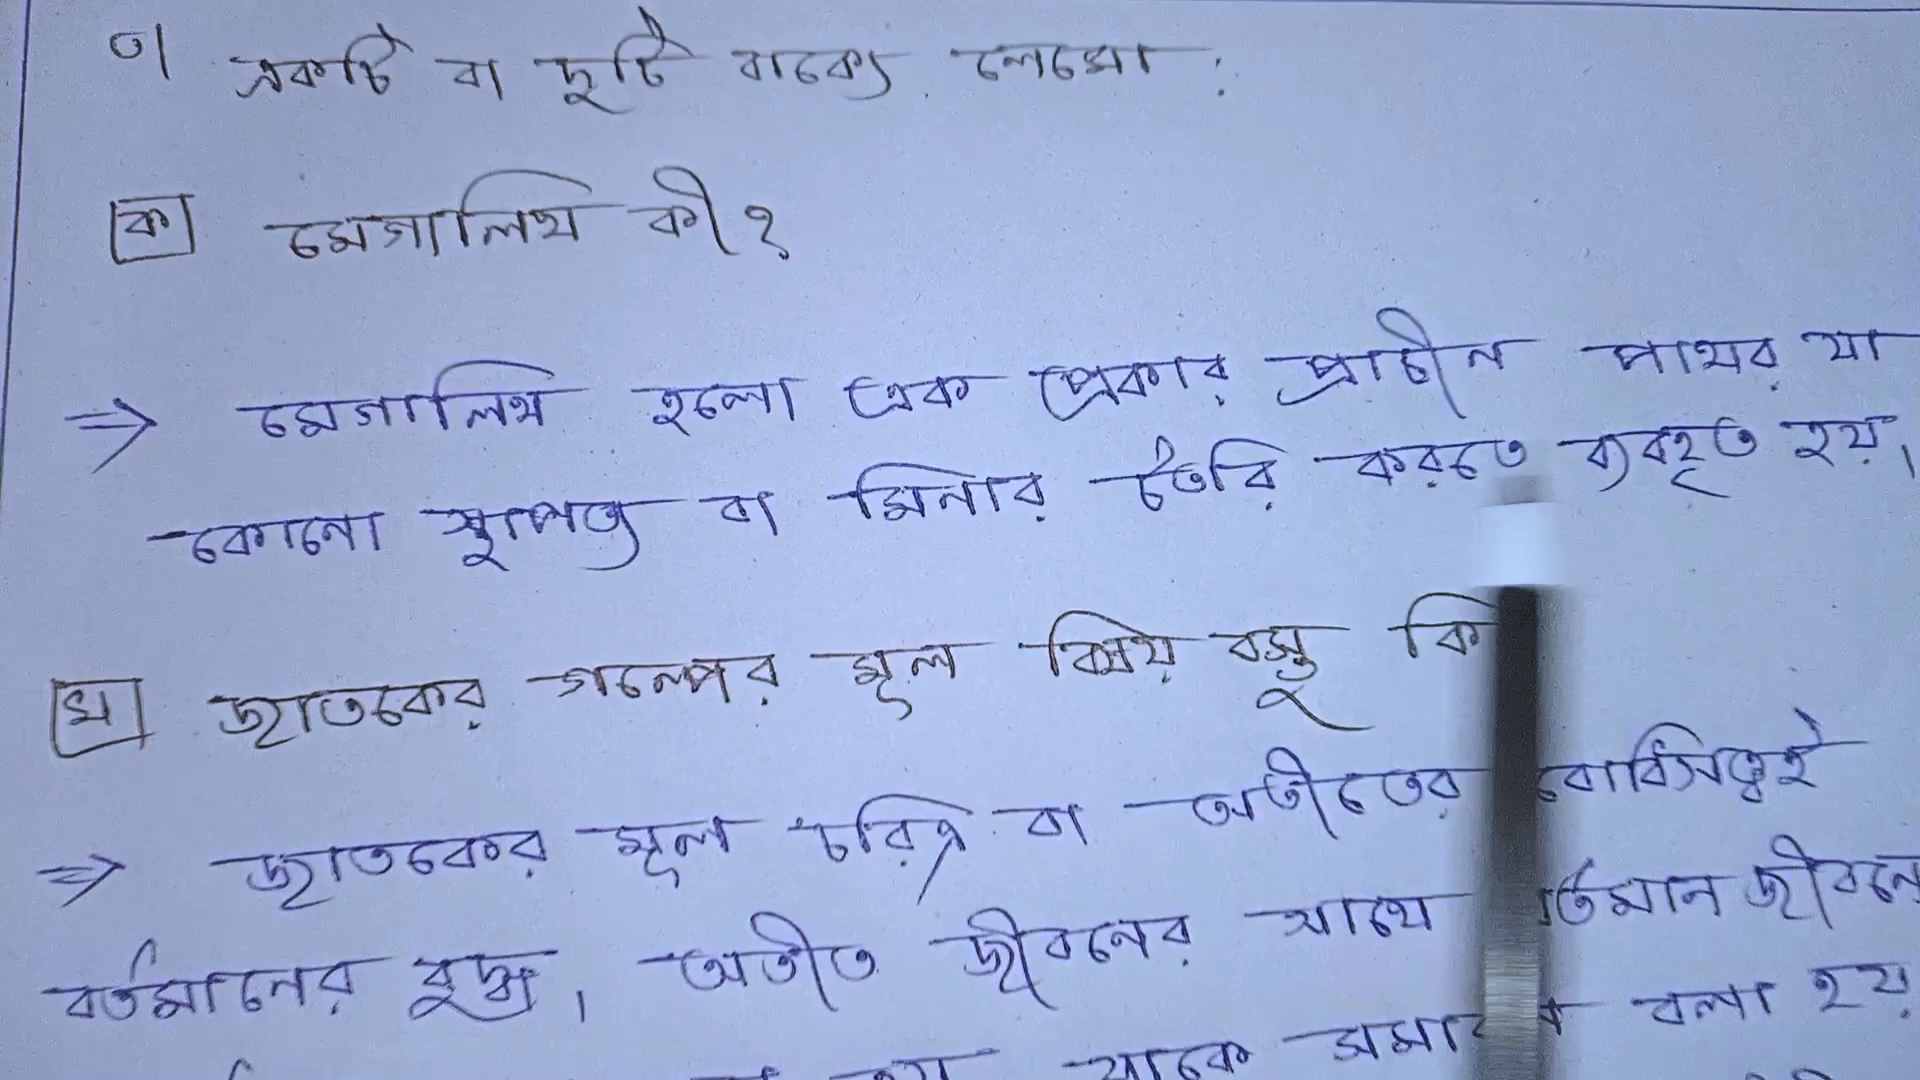 ৩। একটি বা দুটি বাক্যে লেখো :
ক মেগালিথ কী?
⇒ মেগালিথ হলো এক প্রকার প্রাচীন পাথর যা
কোনো স্থাপত্য বা মিনার তৈরি করতে ব্যবহৃত হয়।
খ জাতকের গল্পের মূল বিষয় বস্তু কি
⇒ জাতকের মূল চরিত্র বা অতীতের বোধিসত্ত্বই
বর্তমানের বুদ্ধ। অতীত জীবনের সাথে বর্তমান জীবনের
যাকে বলা হয়